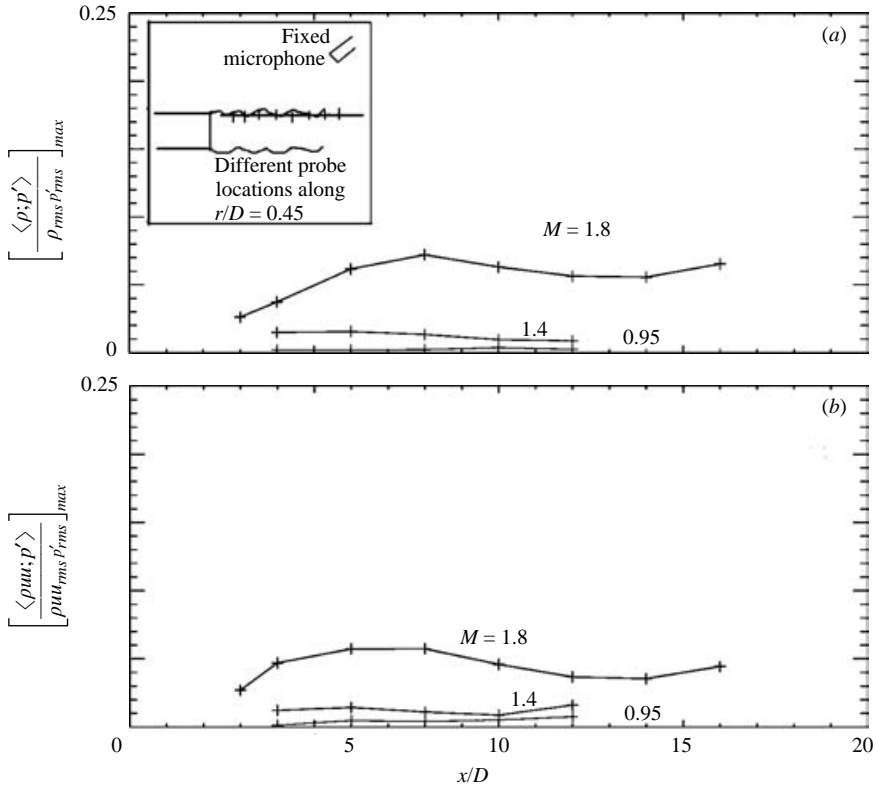 0.25
(a)
Fixed
microphone
Different probe
locations along
r/D = 0.45
[⟨ρ; p′⟩ / ρrms p′rms]max
M = 1.8
1.4
0.95
0
0.25
(b)
[⟨ρuu; p′⟩ / ρuurms p′rms]max
M = 1.8
1.4
0.95
0 5 10 15 20
x/D